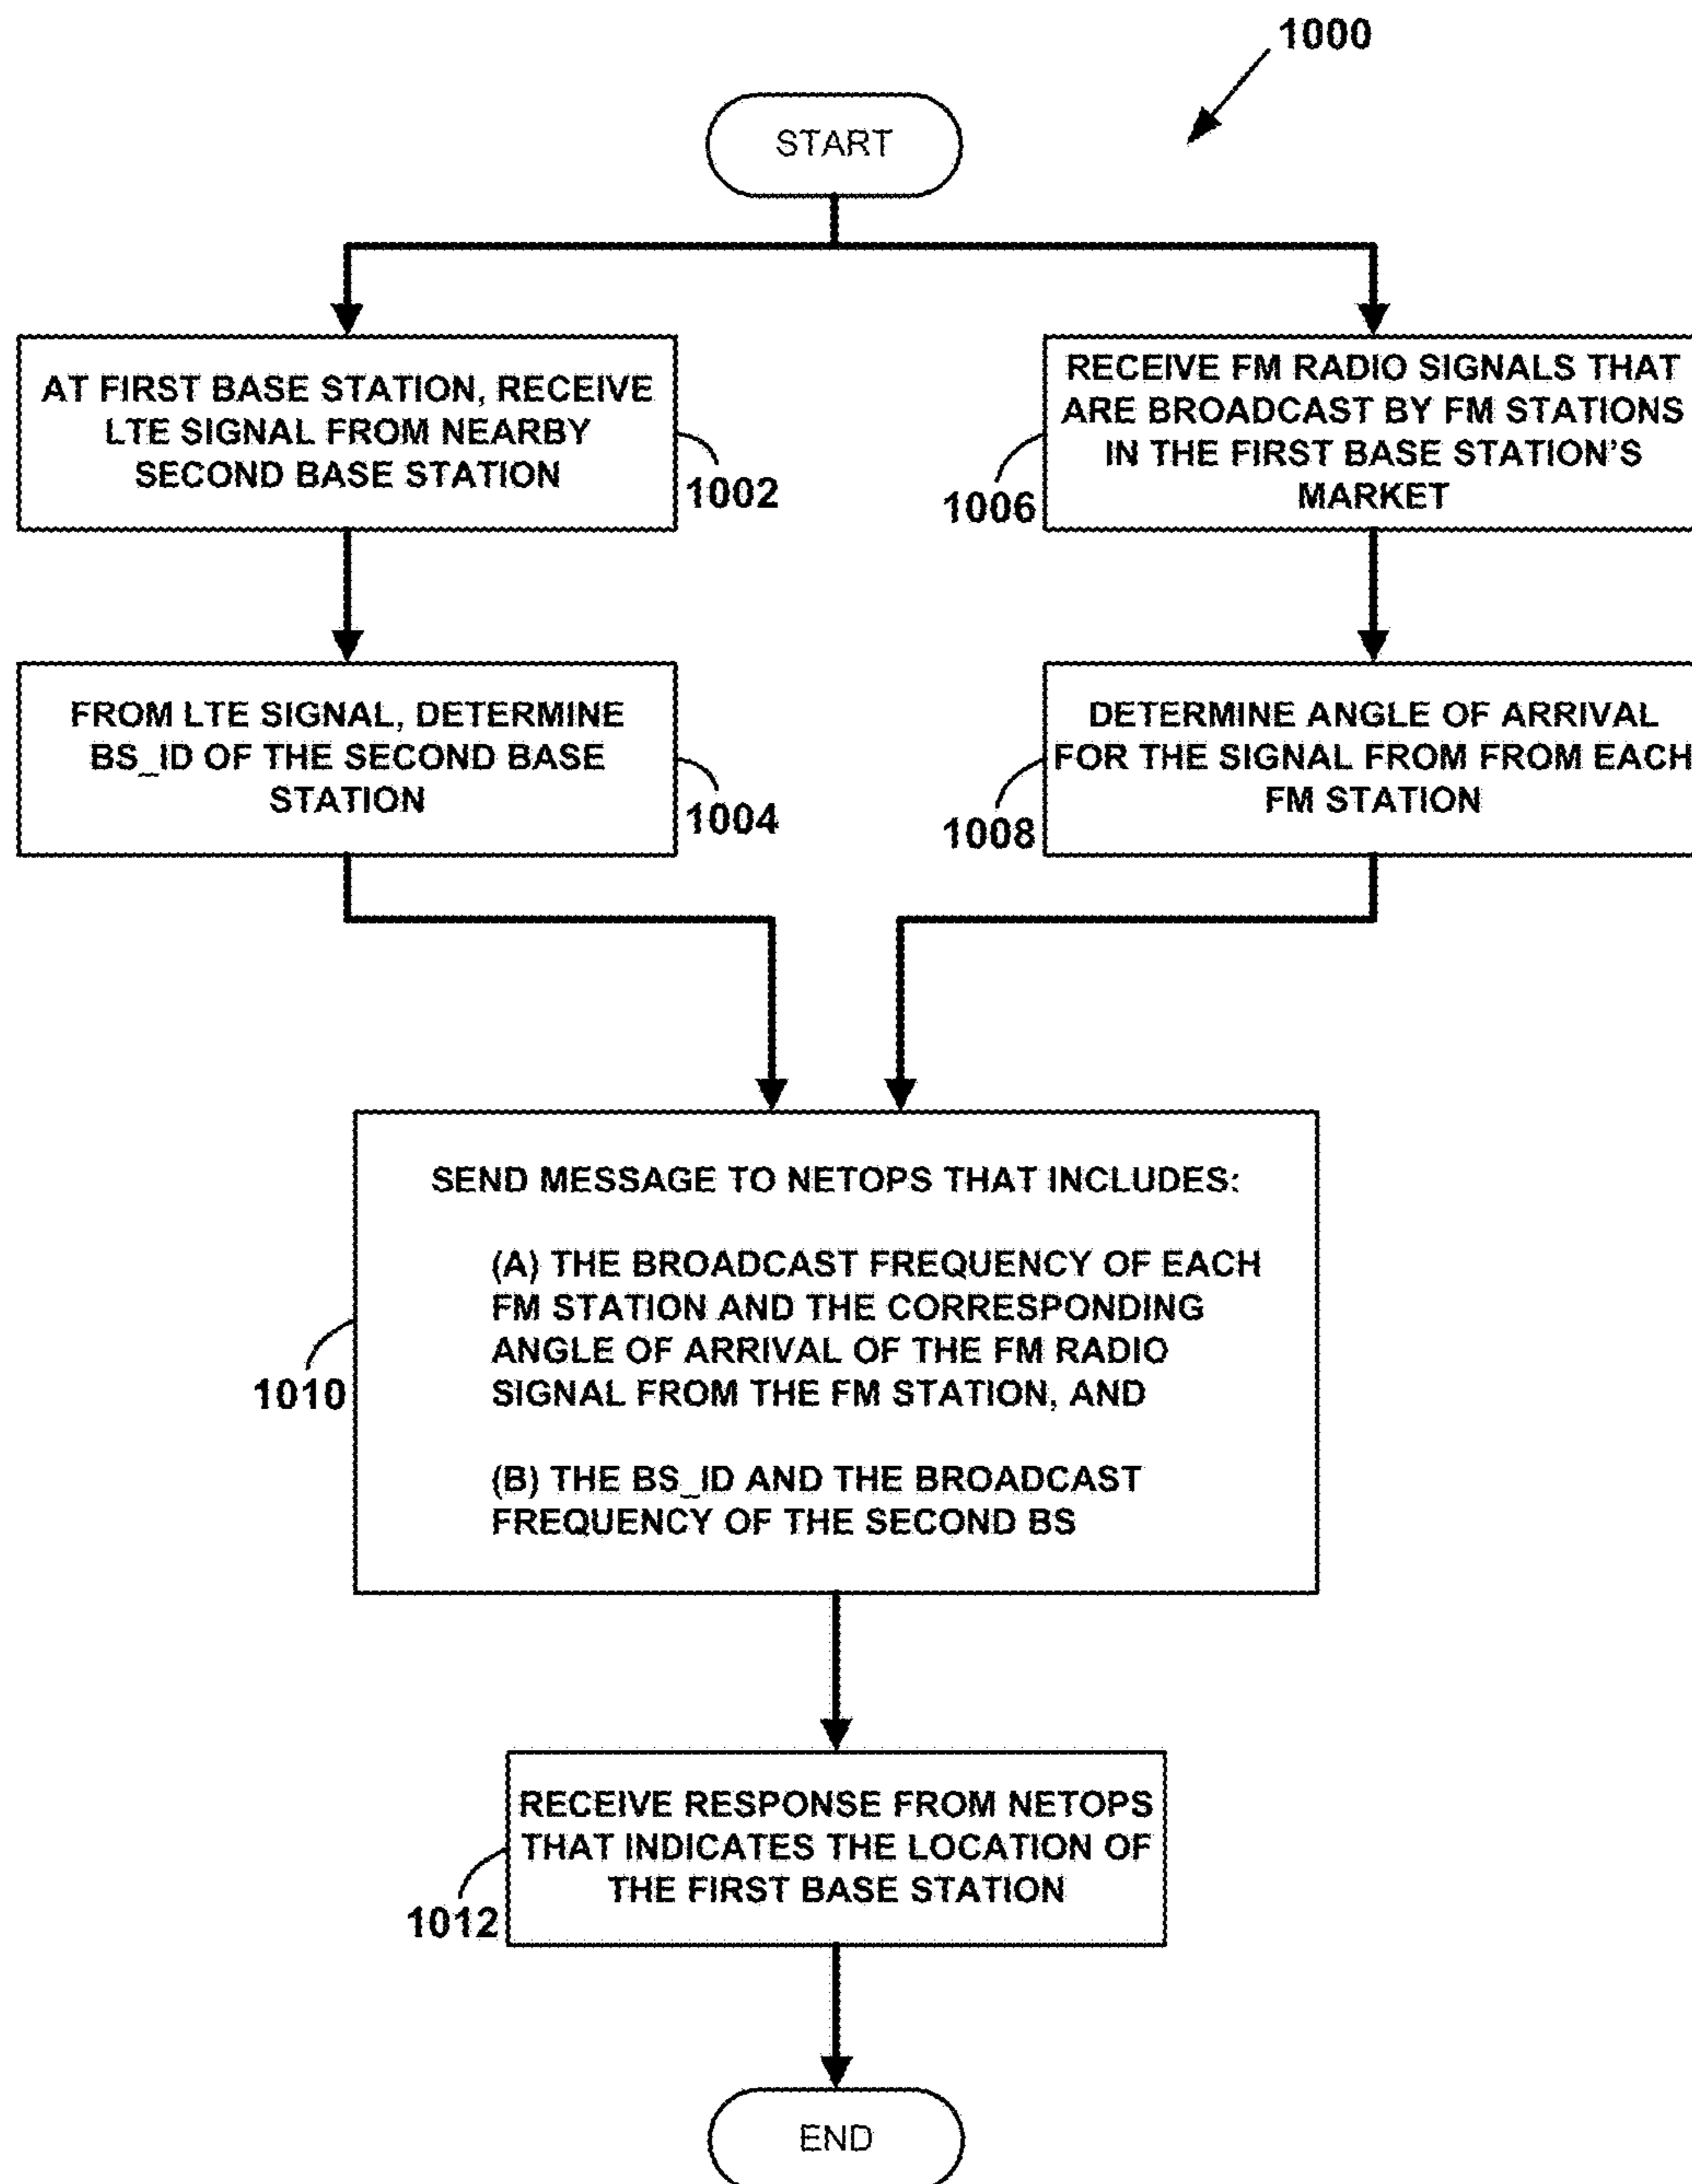 1000
START
AT FIRST BASE STATION, RECEIVE
LTE SIGNAL FROM NEARBY
SECOND BASE STATION
1002
RECEIVE FM RADIO SIGNALS THAT
ARE BROADCAST BY FM STATIONS
IN THE FIRST BASE STATION'S
MARKET
1006
FROM LTE SIGNAL, DETERMINE
BS_ID OF THE SECOND BASE
STATION
1004
DETERMINE ANGLE OF ARRIVAL
FOR THE SIGNAL FROM FROM EACH
FM STATION
1008
SEND MESSAGE TO NETOPS THAT INCLUDES:
(A) THE BROADCAST FREQUENCY OF EACH
FM STATION AND THE CORRESPONDING
ANGLE OF ARRIVAL OF THE FM RADIO
SIGNAL FROM THE FM STATION, AND
(B) THE BS_ID AND THE BROADCAST
FREQUENCY OF THE SECOND BS
1010
RECEIVE RESPONSE FROM NETOPS
THAT INDICATES THE LOCATION OF
THE FIRST BASE STATION
1012
END